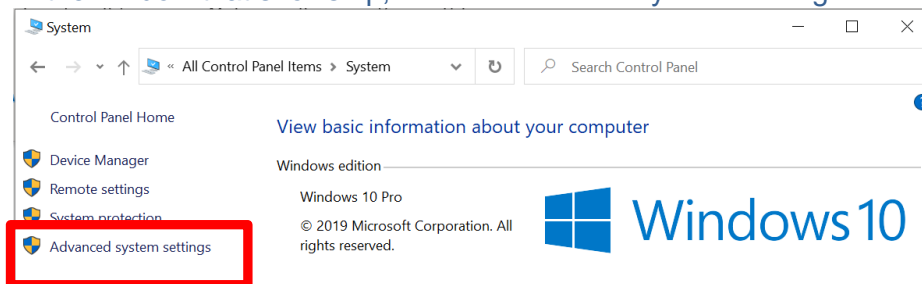 System
« All Control Panel Items > System
Search Control Panel
Control Panel Home
View basic information about your computer
Device Manager
Windows edition
Remote settings
Windows 10 Pro
System protection
© 2019 Microsoft Corporation. All
rights reserved.
Advanced system settings
Windows 10